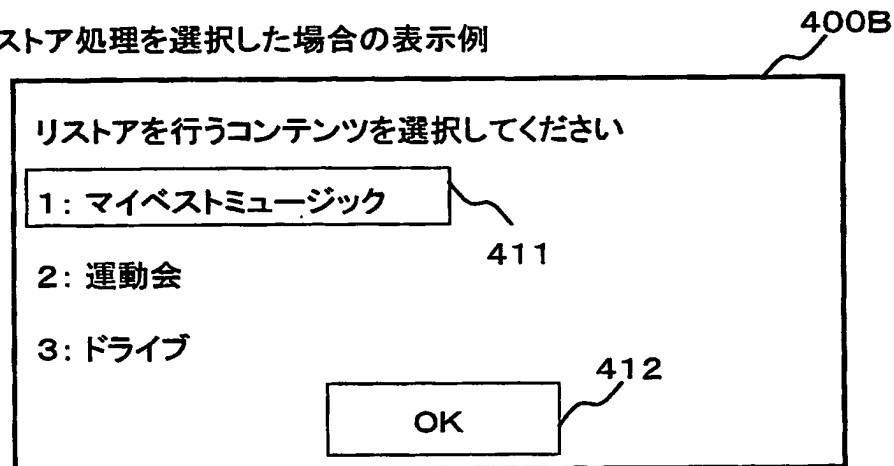 ストア処理を選択した場合の表示例
400B
リストアを行うコンテンツを選択してください
1: マイベストミュージック
411
2: 運動会
3: ドライブ
412
OK